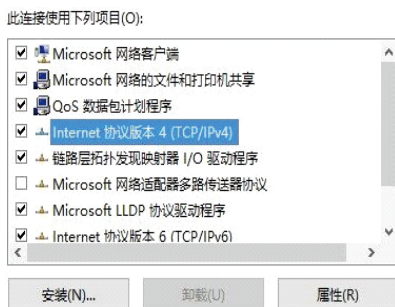 此连接使用下列项目(O):
Microsoft 网络客户端
Microsoft 网络的文件和打印机共享
QoS 数据包计划程序
Internet 协议版本 4 (TCP/IPv4)
链路层拓扑发现映射器 I/O 驱动程序
Microsoft 网络适配器多路传送器协议
Microsoft LLDP 协议驱动程序
Internet 协议版本 6 (TCP/IPv6)
安装(N)... 卸载(U) 属性(R)